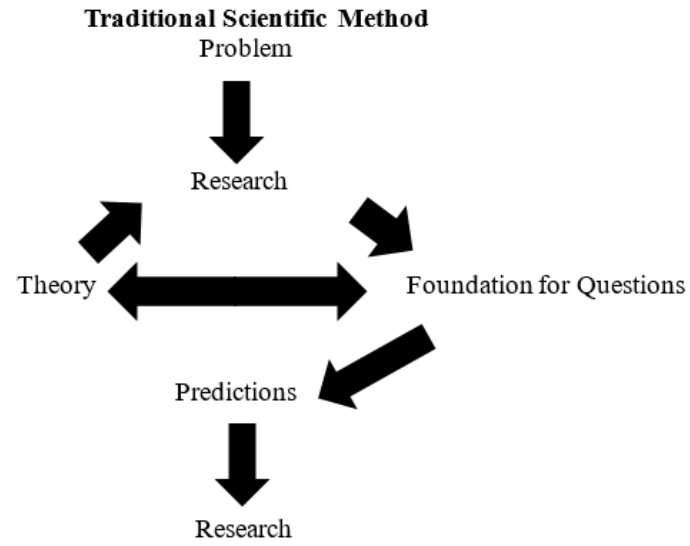 Traditional Scientific Method
Problem
Research
Theory
Foundation for Questions
Predictions
Research